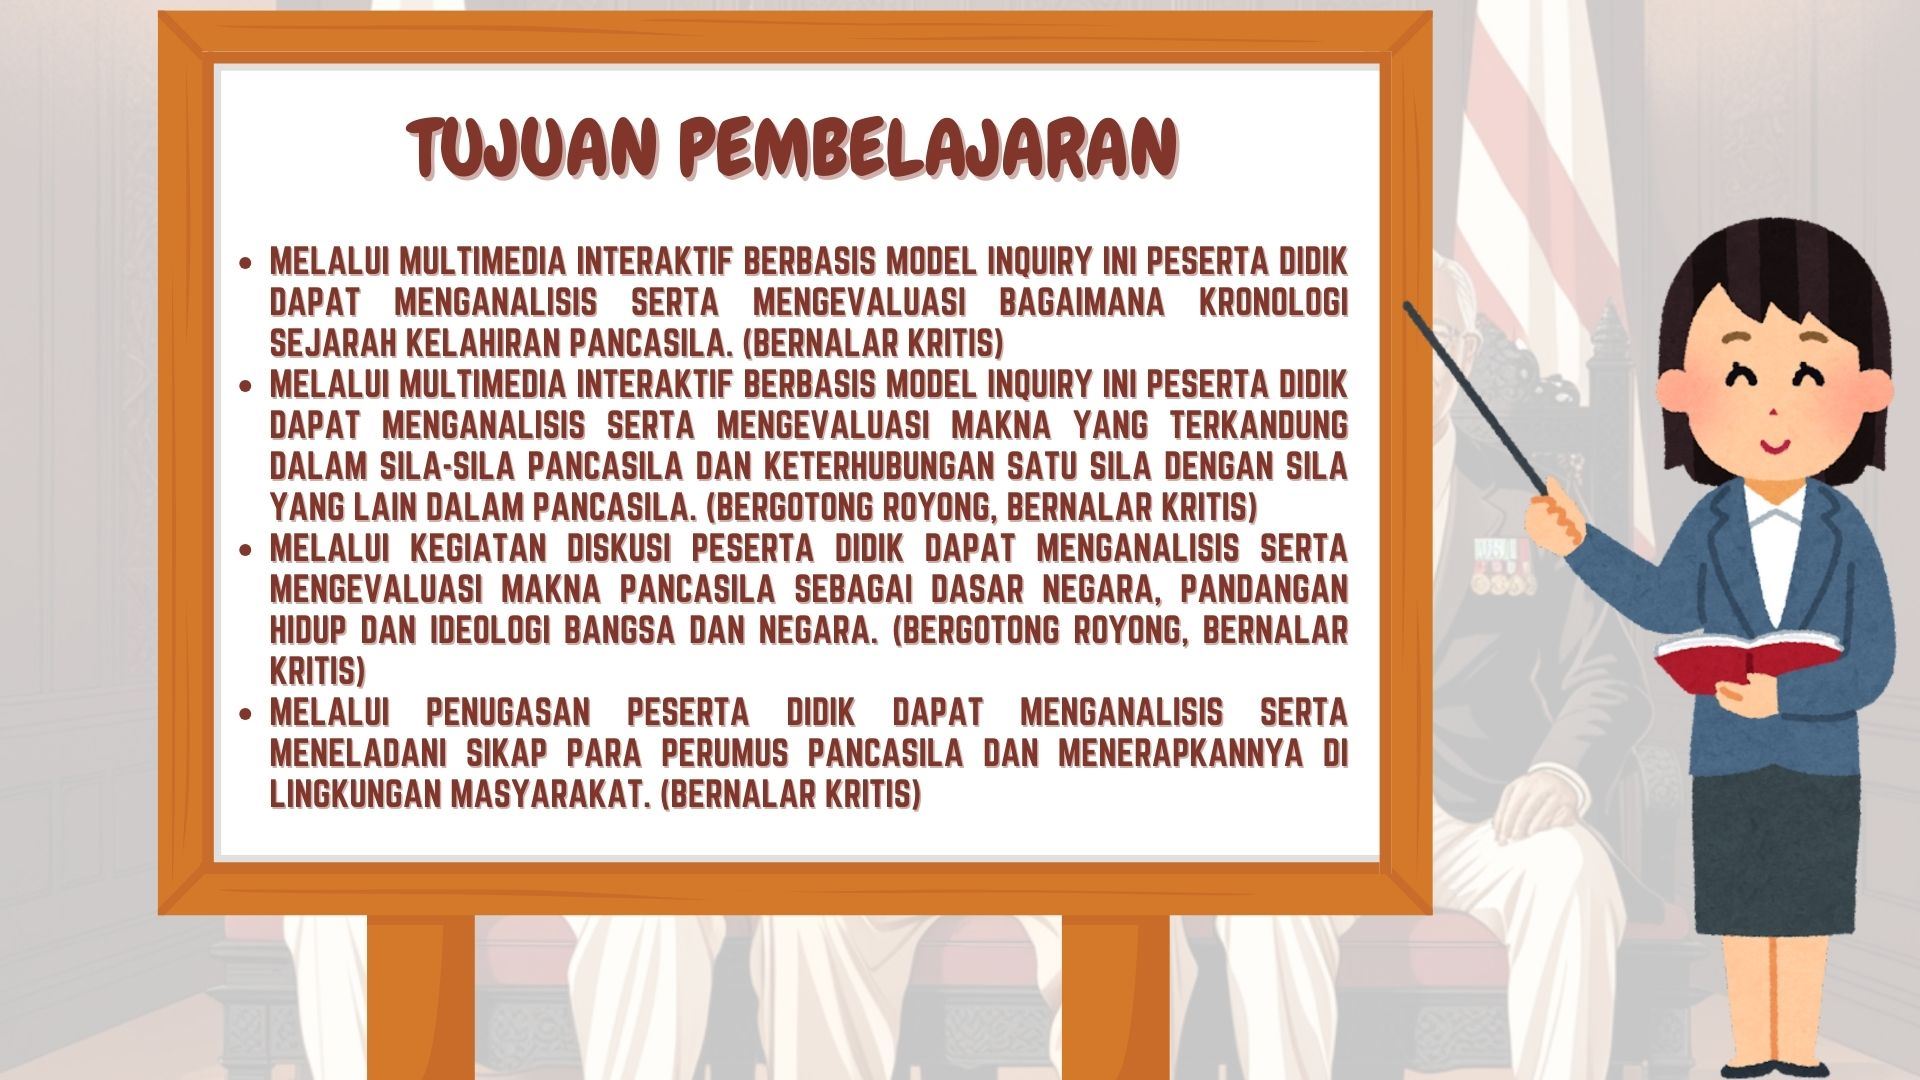 TUJUAN PEMBELAJARAN
• MELALUI MULTIMEDIA INTERAKTIF BERBASIS MODEL INQUIRY INI PESERTA DIDIK
DAPAT MENGANALISIS SERTA MENGEVALUASI BAGAIMANA KRONOLOGI
SEJARAH KELAHIRAN PANCASILA. (BERNALAR KRITIS)
• MELALUI MULTIMEDIA INTERAKTIF BERBASIS MODEL INQUIRY INI PESERTA DIDIK
DAPAT MENGANALISIS SERTA MENGEVALUASI MAKNA YANG TERKANDUNG
DALAM SILA-SILA PANCASILA DAN KETERHUBUNGAN SATU SILA DENGAN SILA
YANG LAIN DALAM PANCASILA. (BERGOTONG ROYONG, BERNALAR KRITIS)
• MELALUI KEGIATAN DISKUSI PESERTA DIDIK DAPAT MENGANALISIS SERTA
MENGEVALUASI MAKNA PANCASILA SEBAGAI DASAR NEGARA, PANDANGAN
HIDUP DAN IDEOLOGI BANGSA DAN NEGARA. (BERGOTONG ROYONG, BERNALAR
KRITIS)
• MELALUI PENUGASAN PESERTA DIDIK DAPAT MENGANALISIS SERTA
MENELADANI SIKAP PARA PERUMUS PANCASILA DAN MENERAPKANNYA DI
LINGKUNGAN MASYARAKAT. (BERNALAR KRITIS)